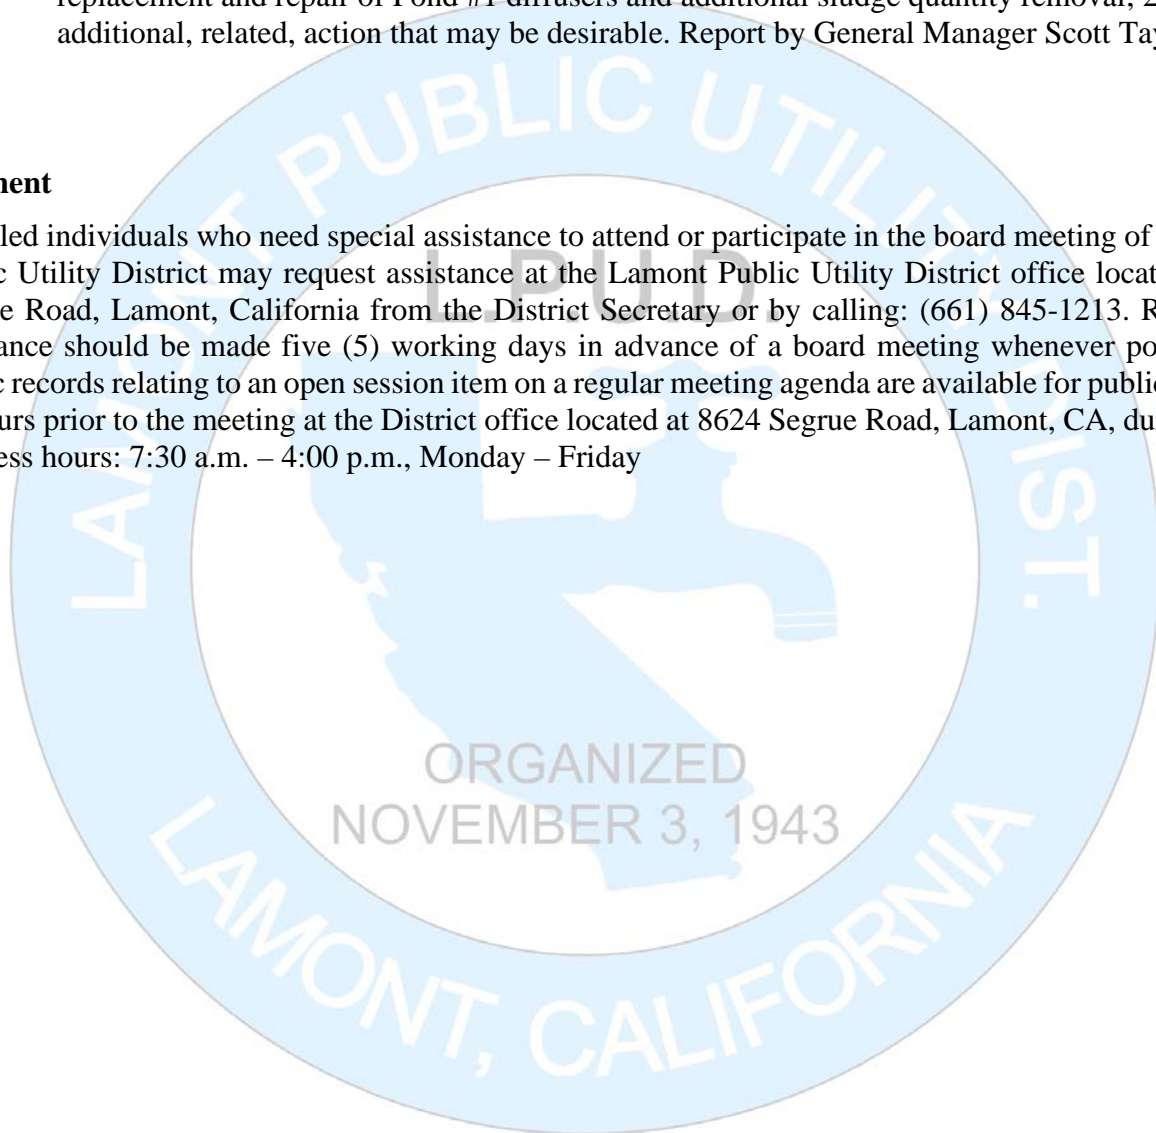 replacement and repair of Pond #1 diffusers and additional sludge quantity removal; 2
additional, related, action that may be desirable. Report by General Manager Scott Tay
nent
led individuals who need special assistance to attend or participate in the board meeting of
c Utility District may request assistance at the Lamont Public Utility District office locat
e Road, Lamont, California from the District Secretary or by calling: (661) 845-1213. R
ance should be made five (5) working days in advance of a board meeting whenever po
c records relating to an open session item on a regular meeting agenda are available for public
urs prior to the meeting at the District office located at 8624 Segrue Road, Lamont, CA, du
ess hours: 7:30 a.m. – 4:00 p.m., Monday – Friday
LAMONT PUBLIC UTILITY DIST.
L.P.U.D.
ORGANIZED
NOVEMBER 3, 1943
LAMONT, CALIFORNIA